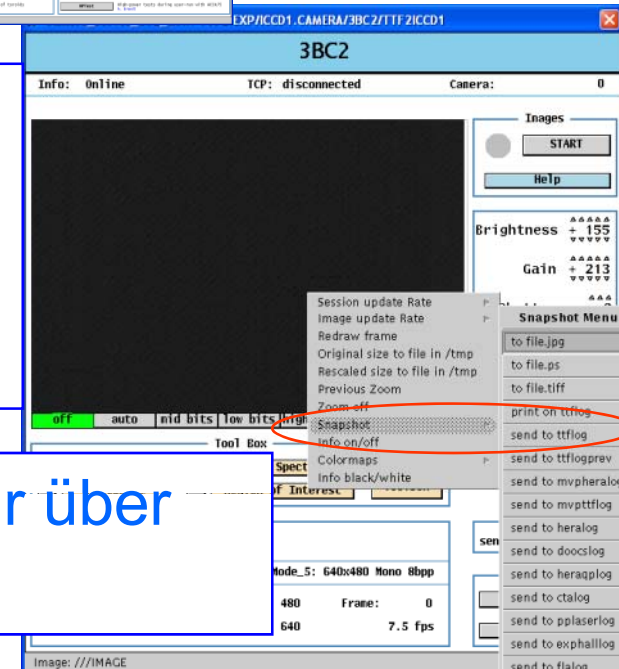 EXP/ICCD1.CAMERA/3BC2/TTF2ICCD1
3BC2
Info: Online TCP: disconnected Camera: 0
Images
START
Help
Brightness + 155
Gain + 213
Session update Rate
Image update Rate
Redraw frame
Original size to file in /tmp
Rescaled size to file in /tmp
Previous Zoom
Zoom off
Snapshot
Info on/off
Colormaps
Info black/white
Snapshot Menu
to file.jpg
to file.ps
to file.tiff
print on ttflog
send to ttflog
send to ttflogprev
send to mvpheralog
send to mvpttflog
send to heralog
send to doocslog
send to heraqplog
send to ctalog
send to pplaserlog
send to exphalllog
send to flalog
off auto mid bits low bits
Tool Box
Spect
of Interest
r über
Mode_5: 640x480 Mono 8bpp
480 Frame: 0
640 7.5 fps
sen
Image: ///IMAGE